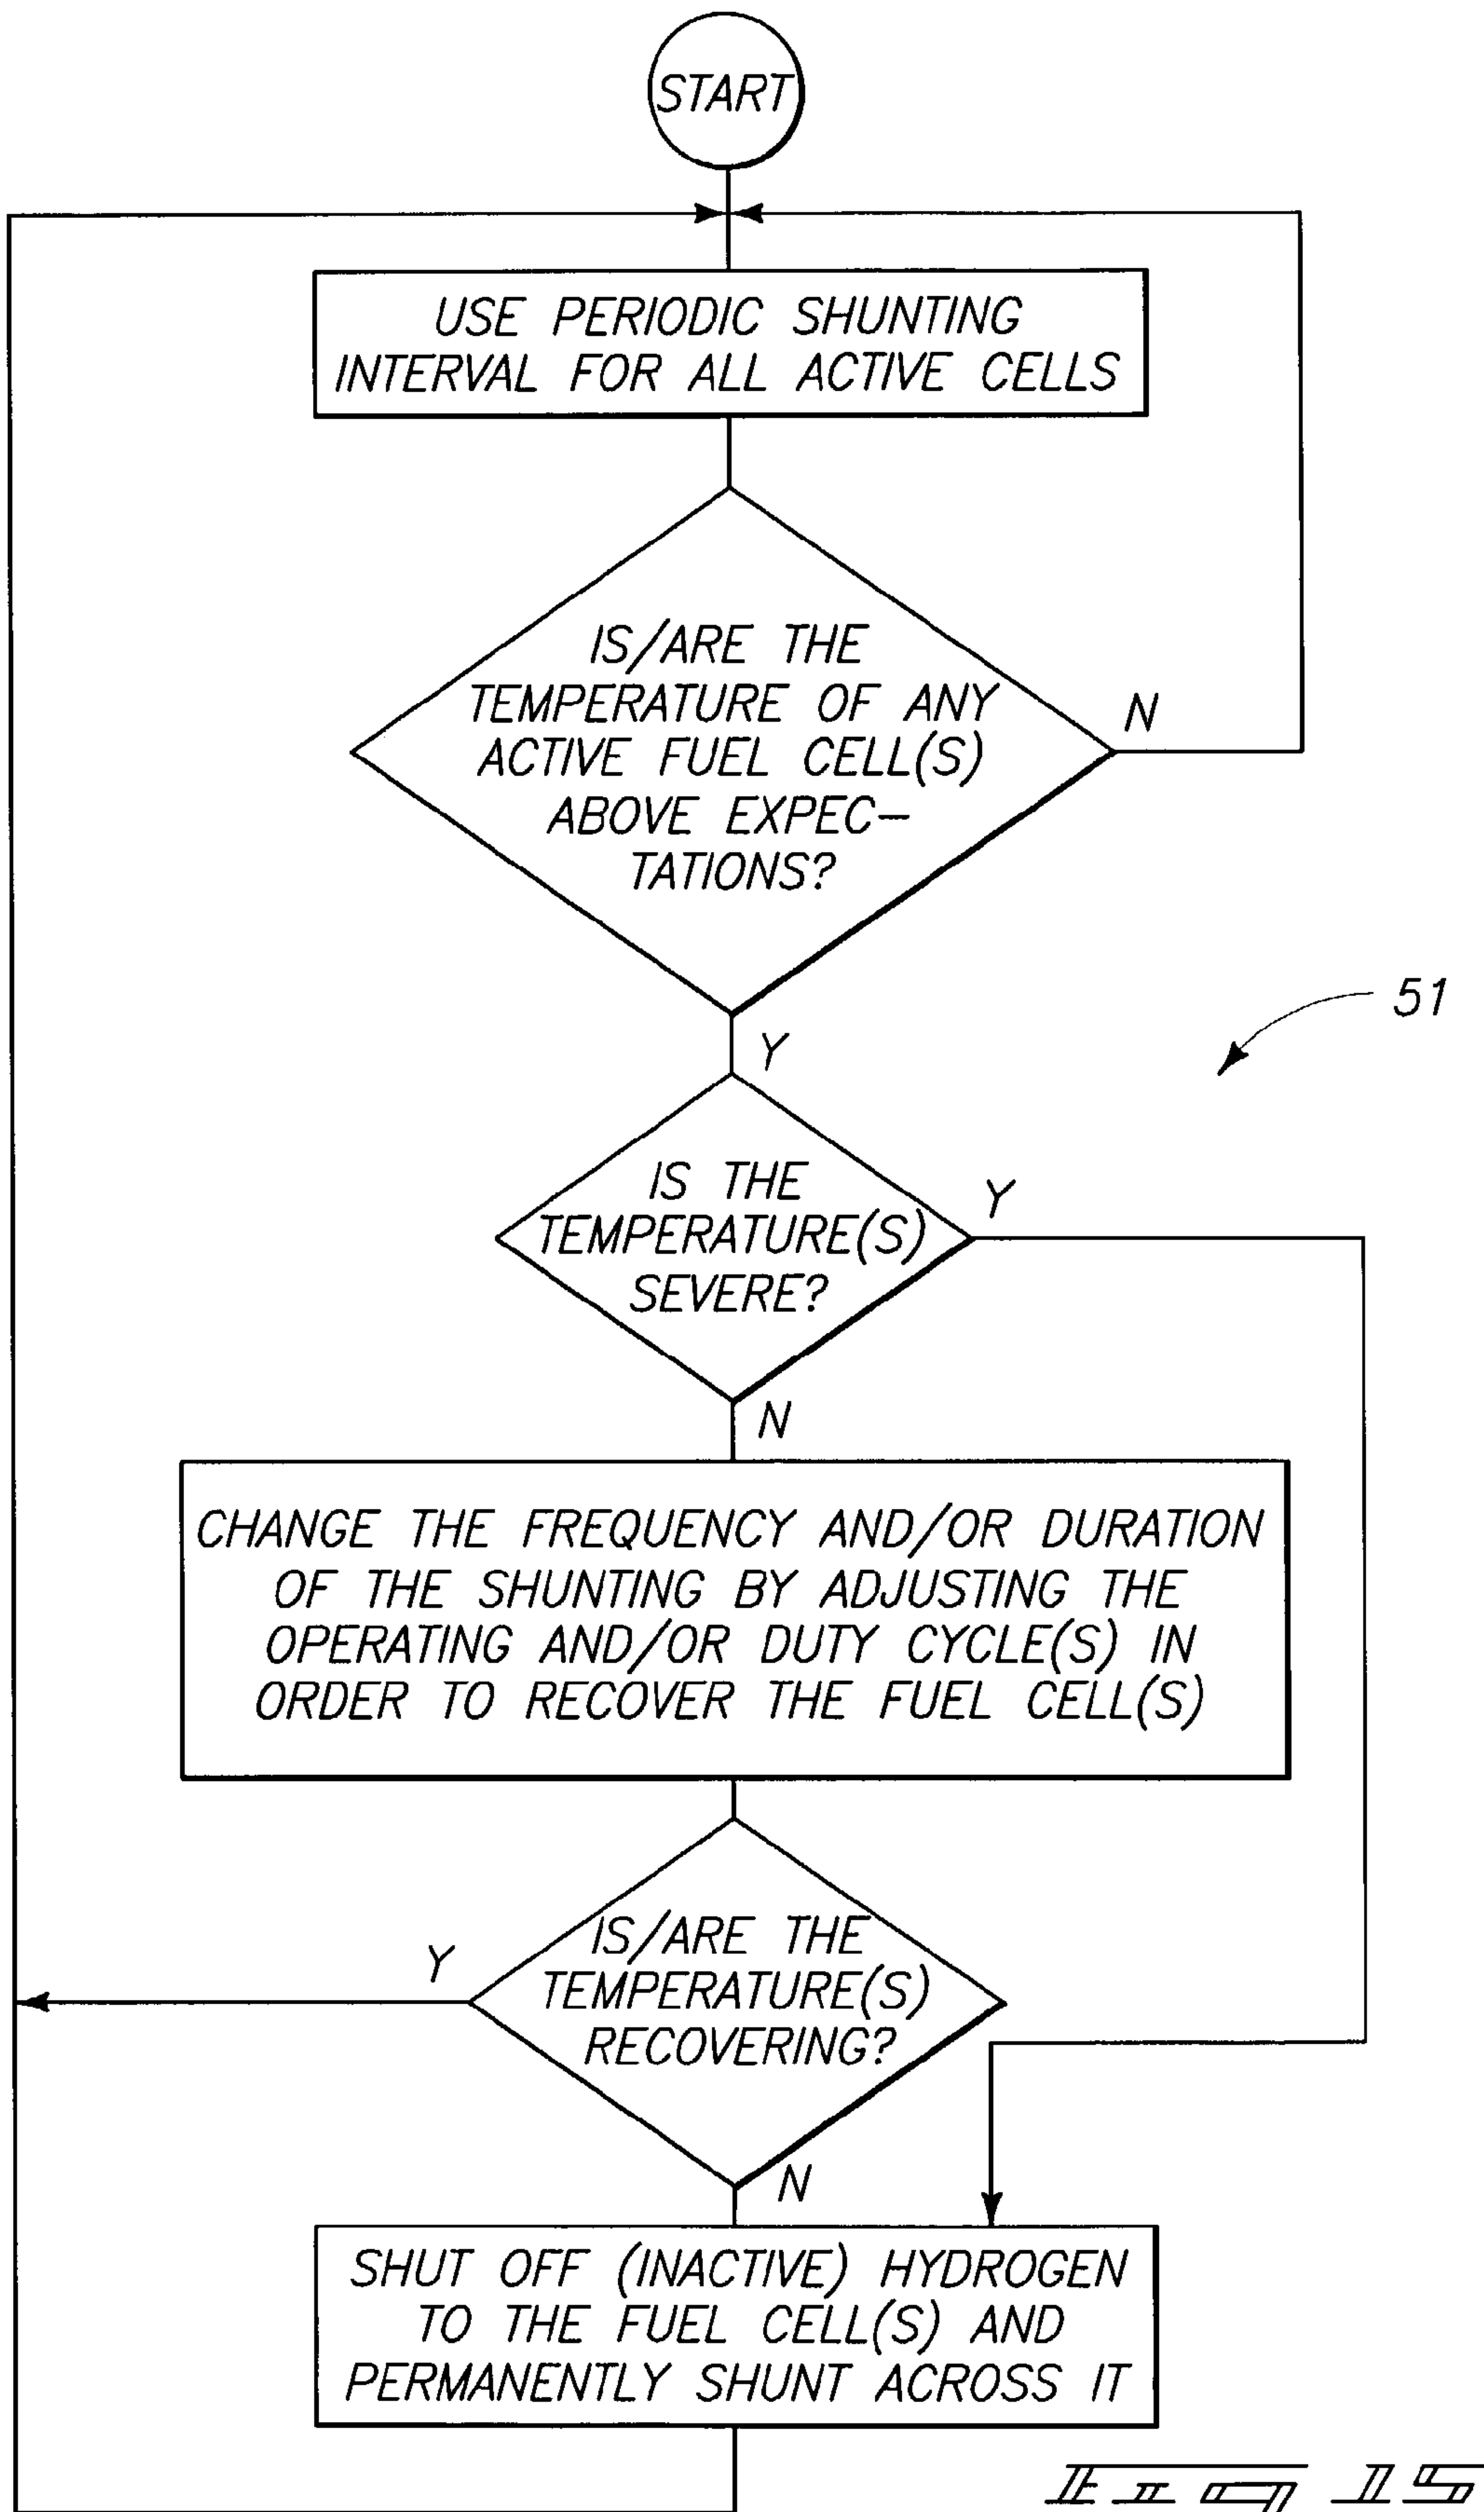 START
USE PERIODIC SHUNTING
INTERVAL FOR ALL ACTIVE CELLS
IS/ARE THE
TEMPERATURE OF ANY
ACTIVE FUEL CELL(S)
ABOVE EXPEC-
TATIONS?
N
51
Y
IS THE
TEMPERATURE(S)
SEVERE?
Y
N
CHANGE THE FREQUENCY AND/OR DURATION
OF THE SHUNTING BY ADJUSTING THE
OPERATING AND/OR DUTY CYCLE(S) IN
ORDER TO RECOVER THE FUEL CELL(S)
IS/ARE THE
TEMPERATURE(S)
RECOVERING?
Y
N
SHUT OFF (INACTIVE) HYDROGEN
TO THE FUEL CELL(S) AND
PERMANENTLY SHUNT ACROSS IT
Fig 15